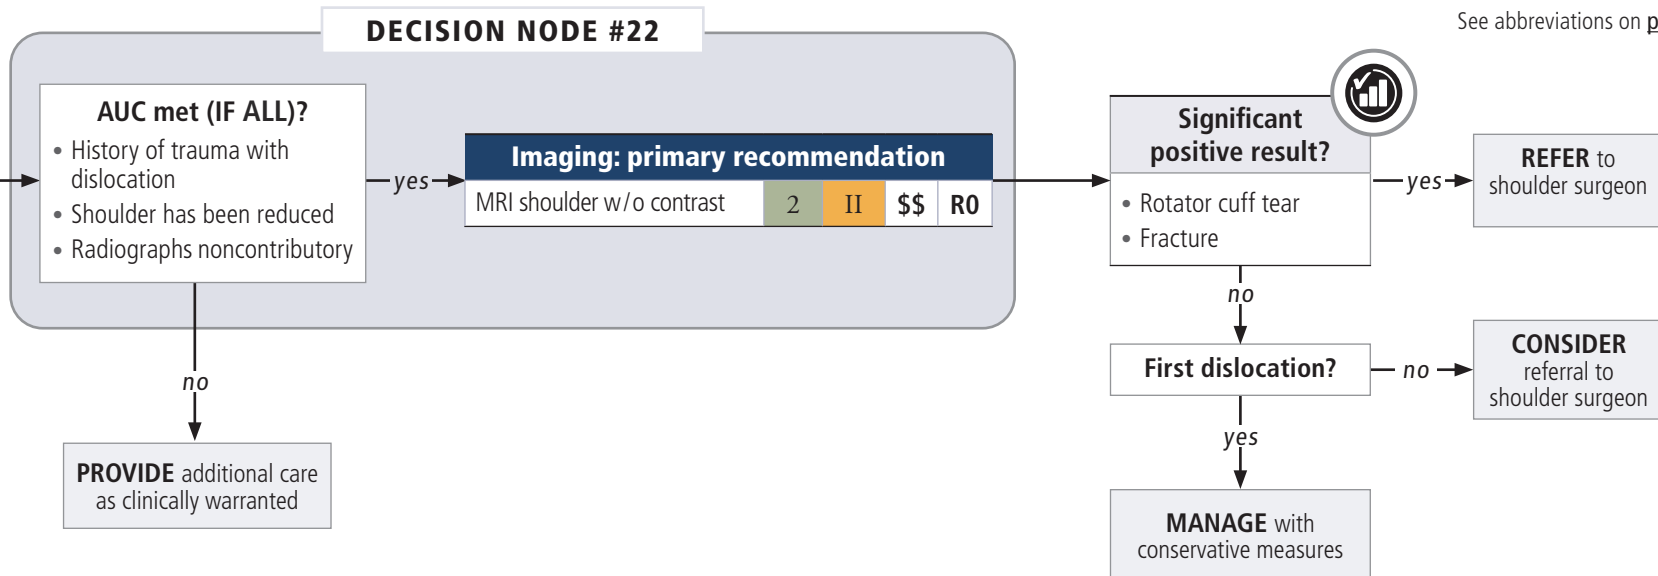 DECISION NODE #22
See abbreviations on p
AUC met (IF ALL)?
• History of trauma with
dislocation
• Shoulder has been reduced
• Radiographs noncontributory
yes
Imaging: primary recommendation
MRI shoulder w/o contrast 2 II $$ R0
Significant
positive result?
• Rotator cuff tear
• Fracture
yes
REFER to
shoulder surgeon
no
First dislocation?
no
CONSIDER
referral to
shoulder surgeon
yes
MANAGE with
conservative measures
no
PROVIDE additional care
as clinically warranted